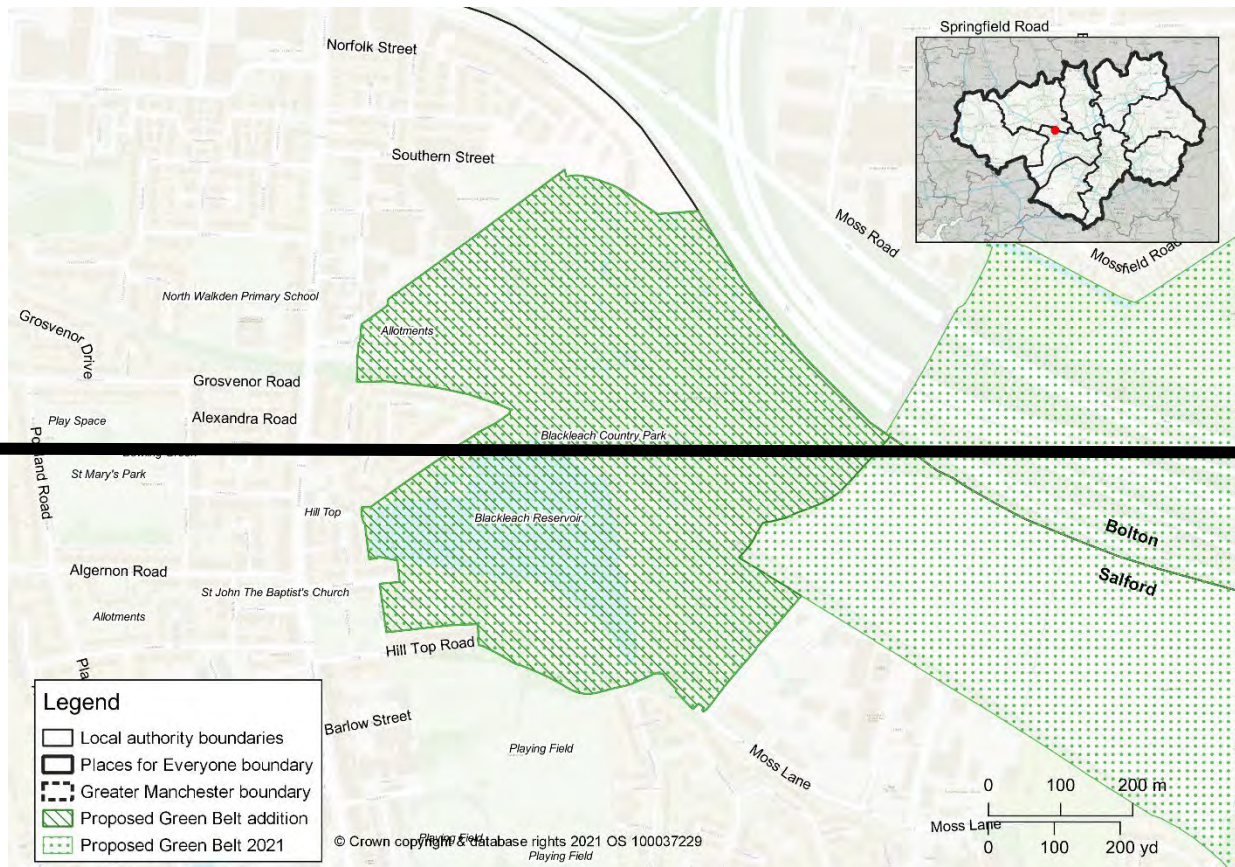 Springfield Road
Norfolk Street
Southern Street
Moss Road
Mossfield Road
North Walkden Primary School
Grosvenor Drive
Allotments
Grosvenor Road
Alexandra Road
Play Space
Blackleach Country Park
Portland Road
St Mary's Park
Hill Top
Blackleach Reservoir
Bolton
Salford
Algernon Road
St John The Baptist's Church
Allotments
Hill Top Road
Barlow Street
Playing Field
Moss Lane
Legend
Local authority boundaries
Places for Everyone boundary
Greater Manchester boundary
Proposed Green Belt addition
Proposed Green Belt 2021
0 100 200 m
0 100 200 yd
Moss Lane
Playing Field
© Crown copyright & database rights 2021 OS 100037229
Playing Field